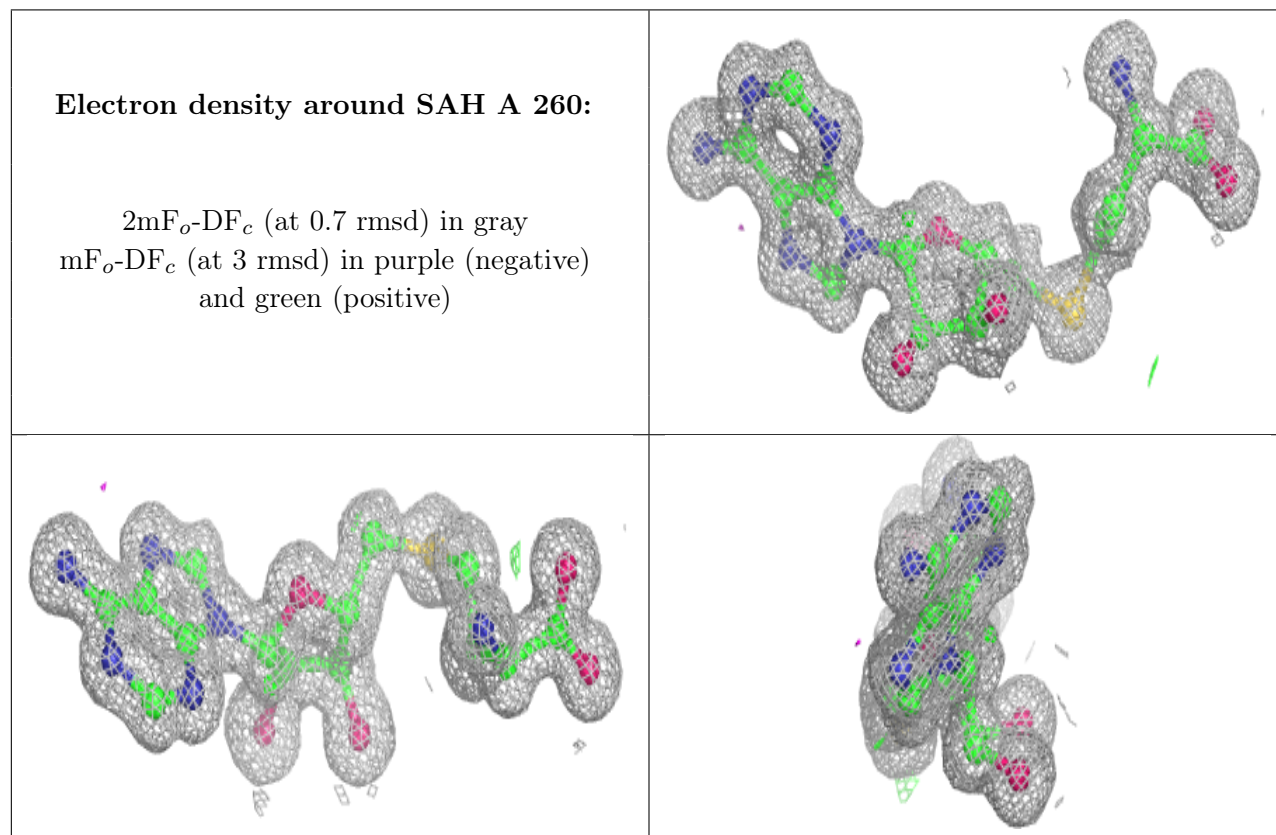 Electron density around SAH A 260:
2mFo-DFc (at 0.7 rmsd) in gray
mFo-DFc (at 3 rmsd) in purple (negative)
and green (positive)